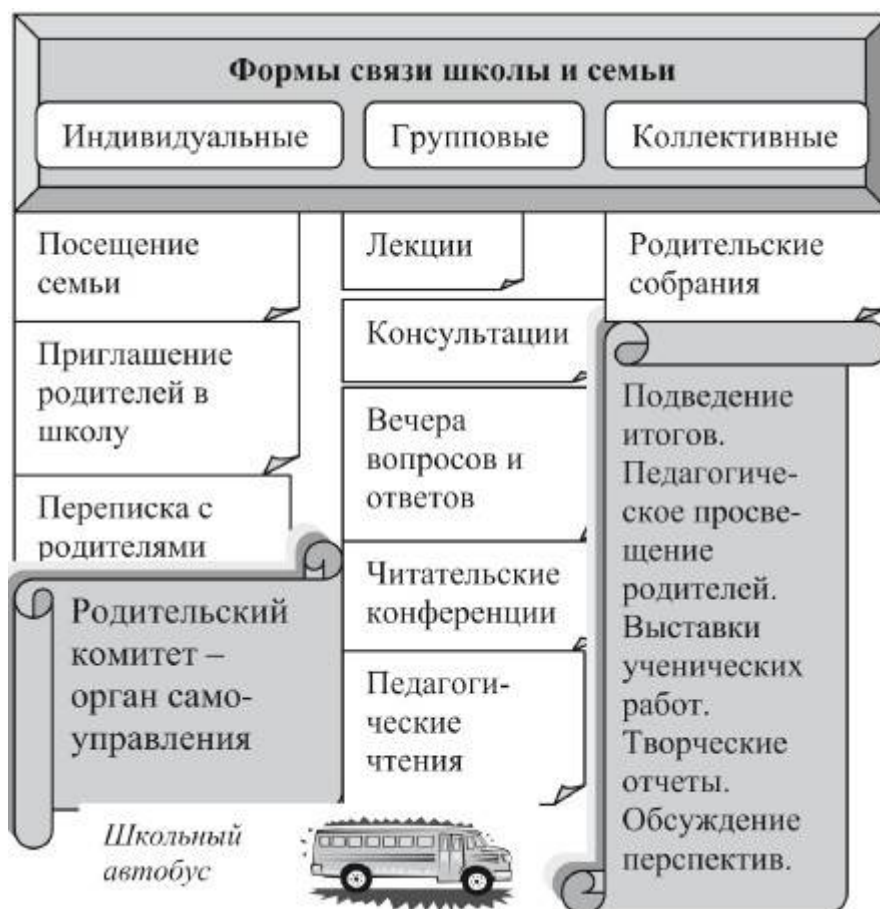 Формы связи школы и семьи
Индивидуальные
Групповые
Коллективные
Посещение
семьи
Приглашение
родителей в
школу
Переписка с
родителями
Родительский
комитет –
орган само-
управления
Школьный
автобус
Лекции
Консультации
Вечера
вопросов и
ответов
Читательские
конференции
Педагоги-
ческие
чтения
Родительские
собрания
Подведение
итогов.
Педагогиче-
ское просве-
щение
родителей.
Выставки
ученических
работ.
Творческие
отчеты.
Обсуждение
перспектив.